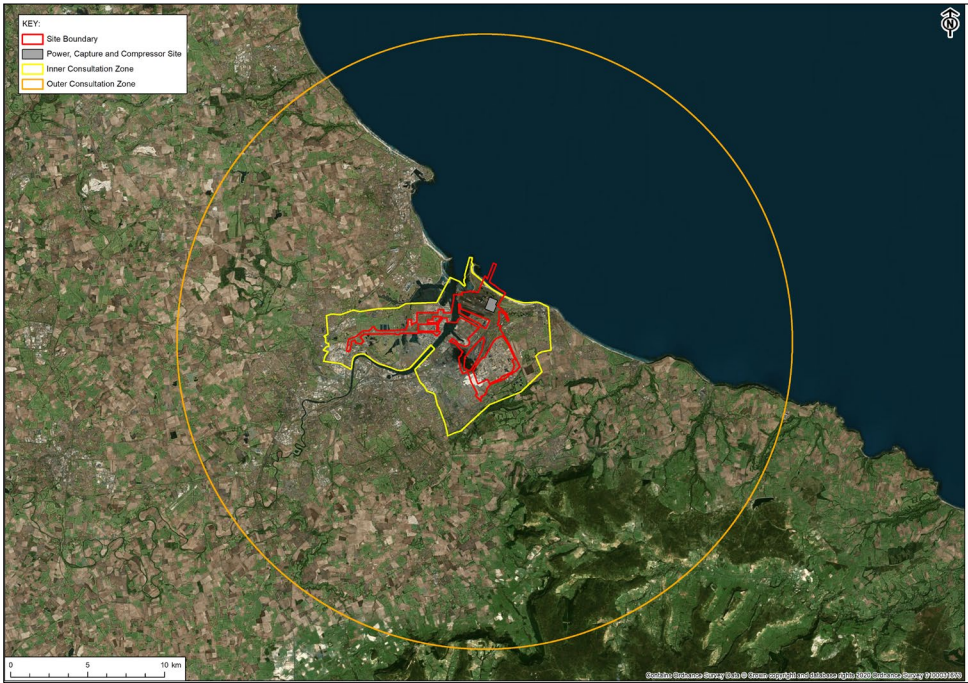 KEY:
Site Boundary
Power, Capture and Compressor Site
Inner Consultation Zone
Outer Consultation Zone
N
0 5 10 km
Contains Ordnance Survey Data © Crown copyright and database rights 2020 Ordnance Survey